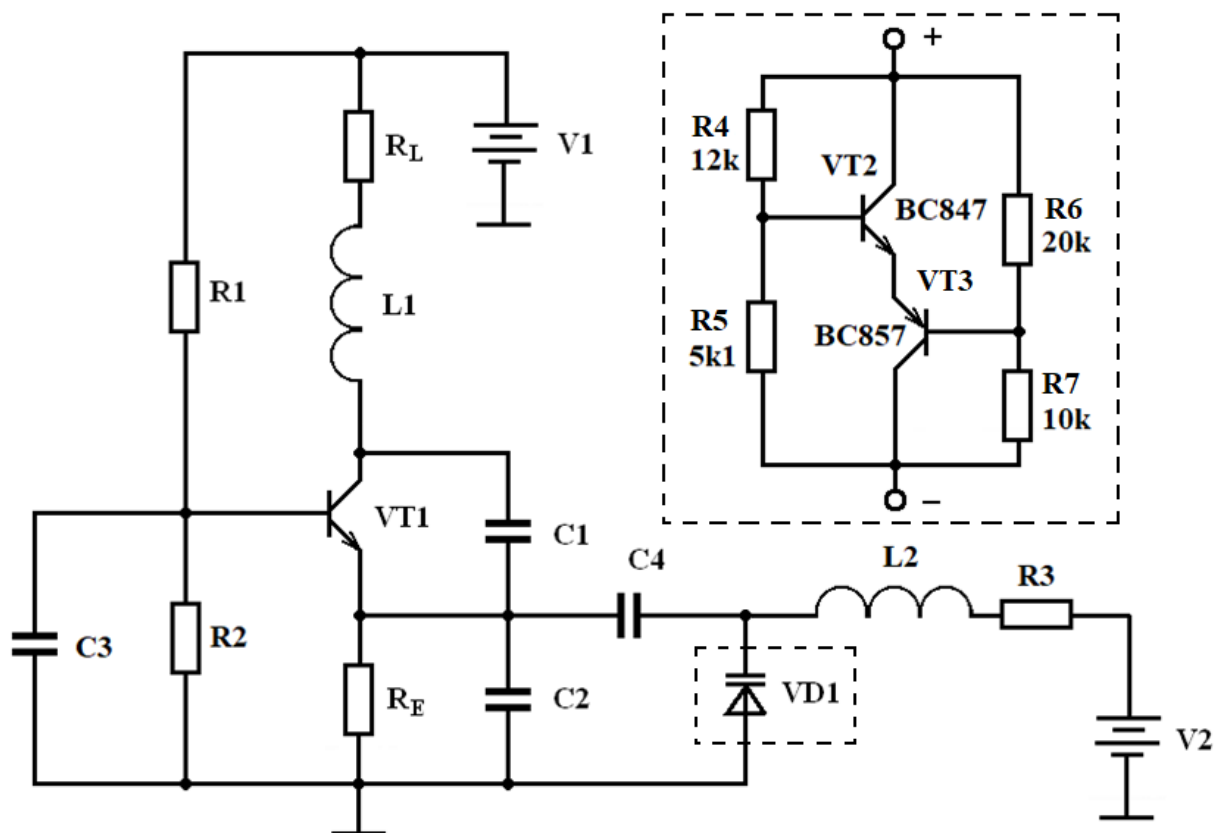 +
R4
12k
VT2
BC847
R6
20k
RL
V1
VT3
R1
L1
R5
5k1
BC857
R7
10k
VT1
C1
−
C4
L2
R3
C3
R2
RE
C2
VD1
V2